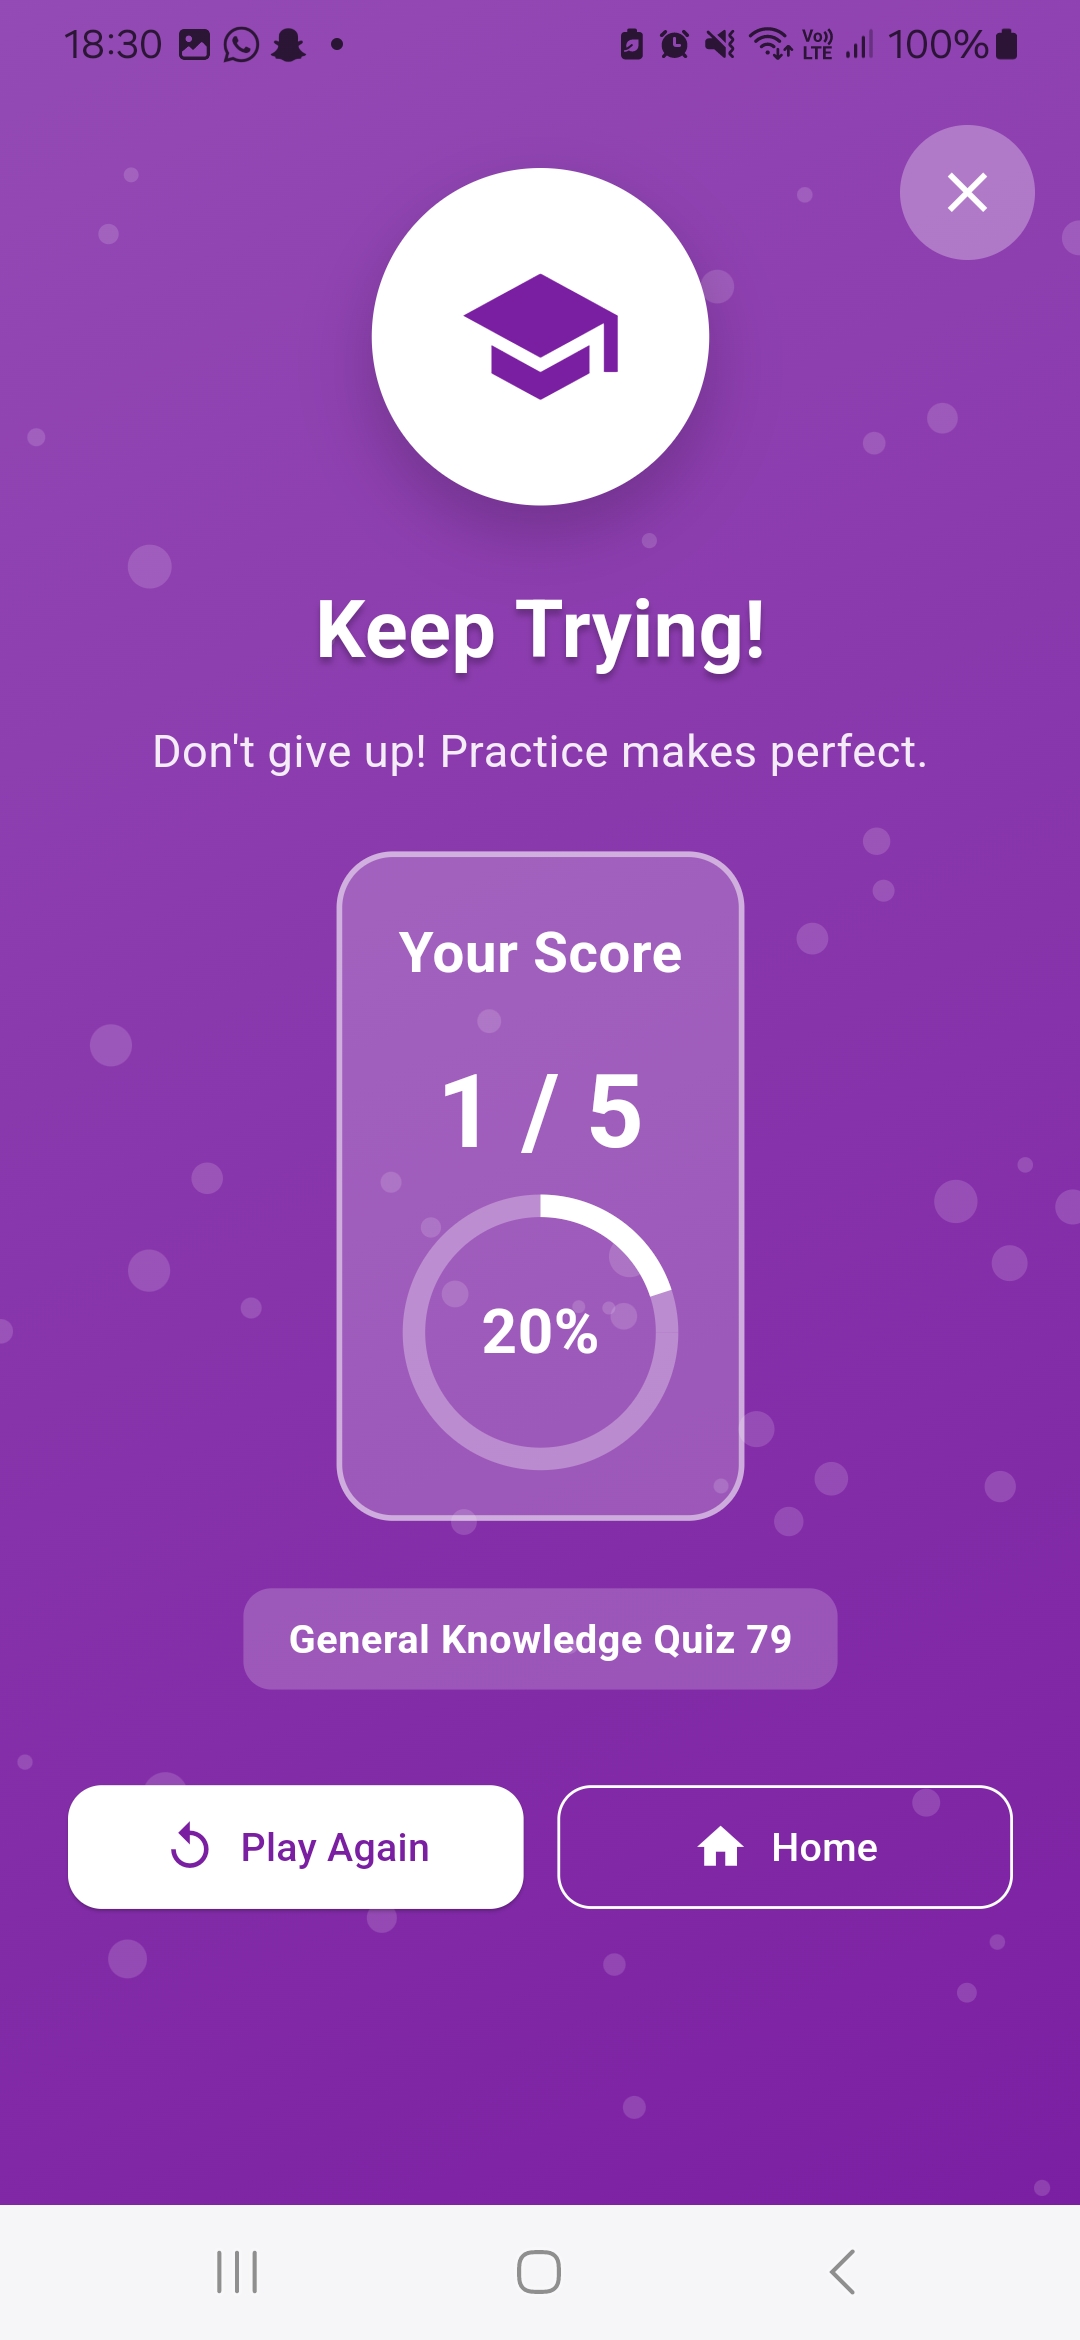 18:30
Vo)) LTE 100%
Keep Trying!
Don't give up! Practice makes perfect.
Your Score
1 / 5
20%
General Knowledge Quiz 79
Play Again
Home